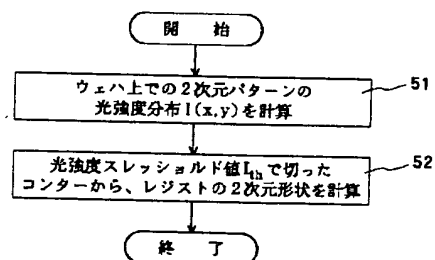 開 始
ウェハ上での2次元パターンの
光強度分布I(x,y)を計算
51
光強度スレッショルド値Ithで切った
コンターから、レジストの2次元形状を計算
52
終 了